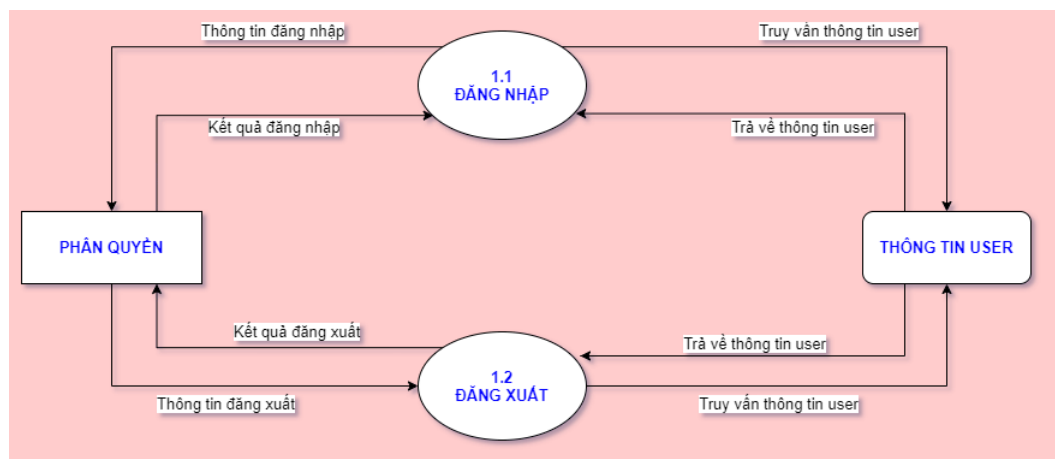 Thông tin đăng nhập
Truy vấn thông tin user
1.1
ĐĂNG NHẬP
Kết quả đăng nhập
Trả về thông tin user
PHÂN QUYỀN
THÔNG TIN USER
Kết quả đăng xuất
Trả về thông tin user
1.2
ĐĂNG XUẤT
Thông tin đăng xuất
Truy vấn thông tin user